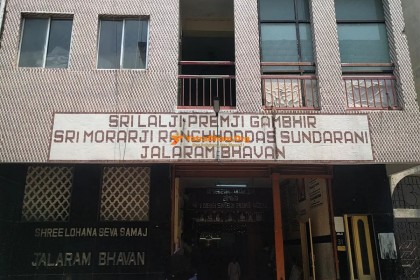 SRI LALJI PREMJI GAMBHIR
SRI MORARJI RANCHHODDAS SUNDARANI
JALARAM BHAVAN
SHREE LOHANA SEVA SAMAJ
JALARAM BHAVAN